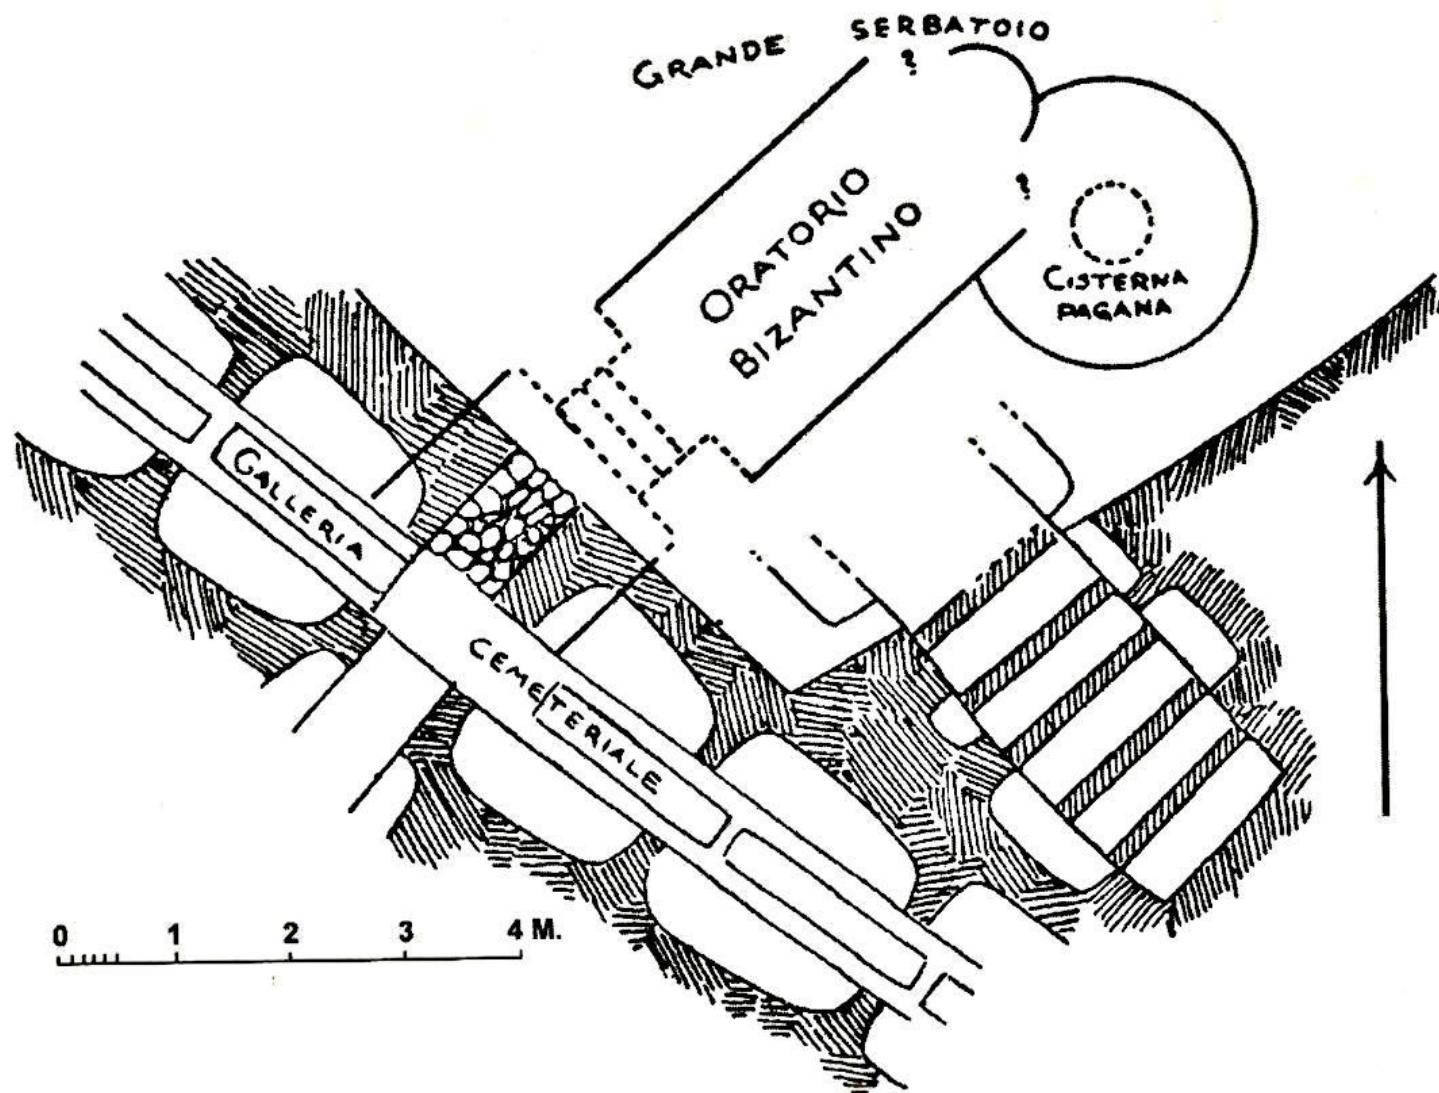 GRANDE SERBATOIO
?
?
ORATORIO
BIZANTINO
CISTERNA
PAGANA
GALLERIA
CEMETERIALE
0 1 2 3 4 M.